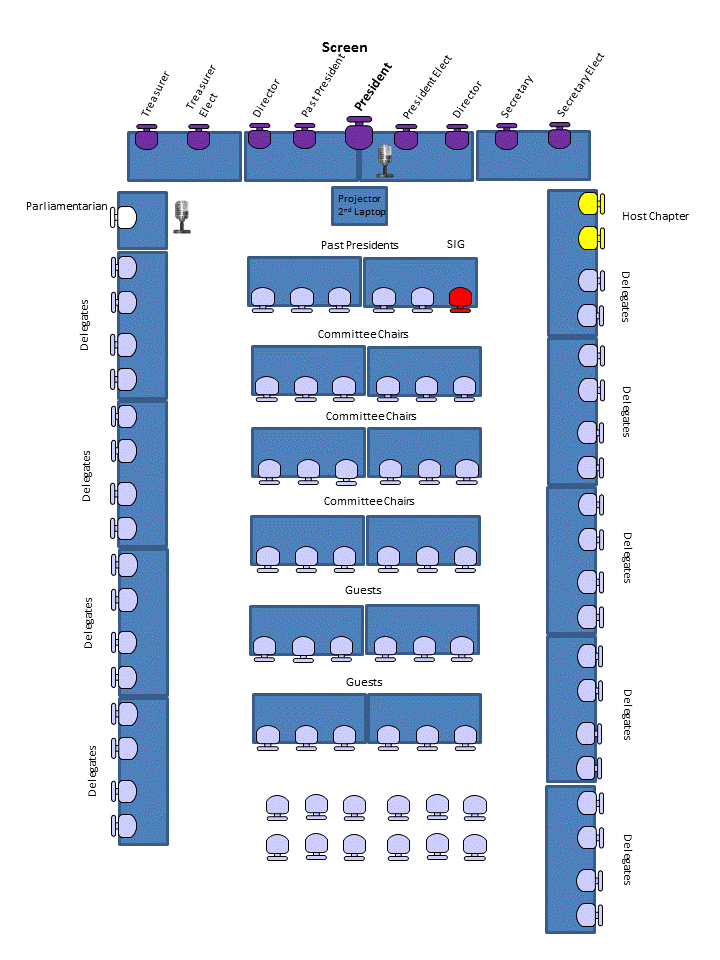 Screen
Treasurer
Treasurer
Elect
Director
Past President
President
President Elect
Director
Secretary
Secretary Elect
Projector
2nd Laptop
Parliamentarian
Host Chapter
Past Presidents
SIG
Delegates
Delegates
Committee Chairs
Delegates
Committee Chairs
Delegates
Committee Chairs
Delegates
Guests
Delegates
Guests
Delegates
Delegates
Delegates